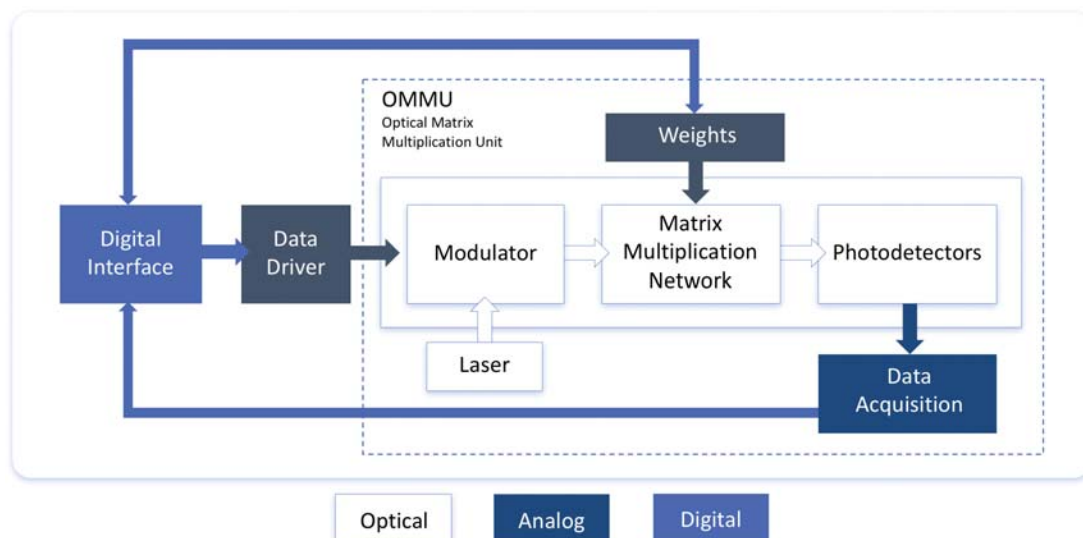 OMMU
Optical Matrix
Multiplication Unit
Weights
Digital
Interface
Data
Driver
Modulator
Matrix
Multiplication
Network
Photodetectors
Laser
Data
Acquisition
Optical
Analog
Digital